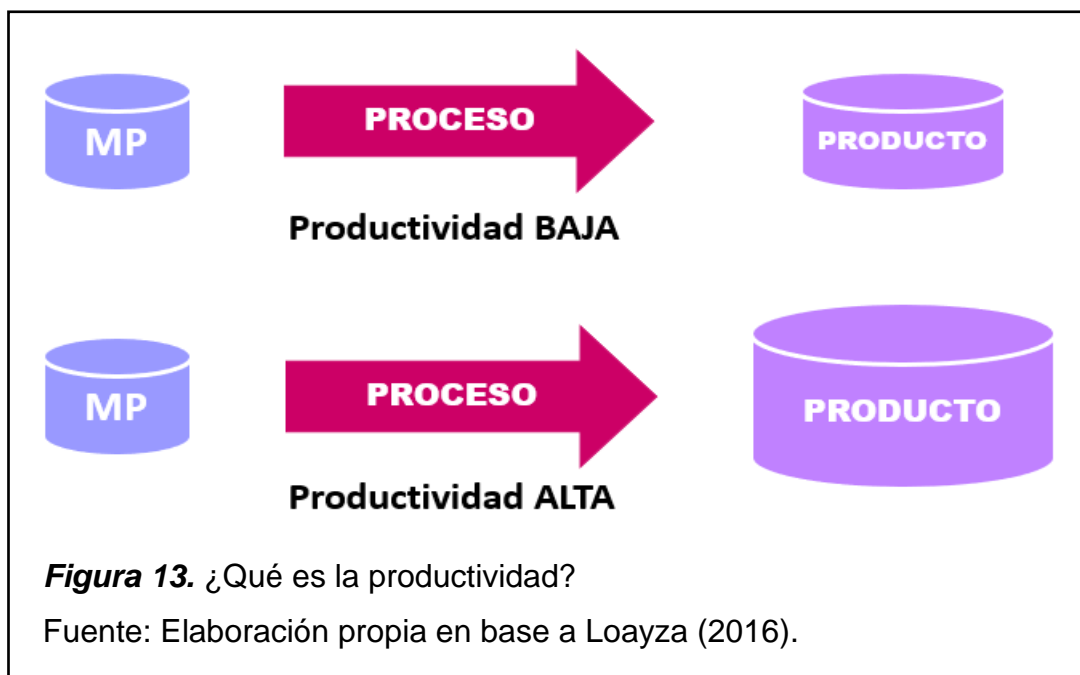 MP
PROCESO
PRODUCTO
Productividad BAJA
MP
PROCESO
PRODUCTO
Productividad ALTA
Figura 13. ¿Qué es la productividad?
Fuente: Elaboración propia en base a Loayza (2016).